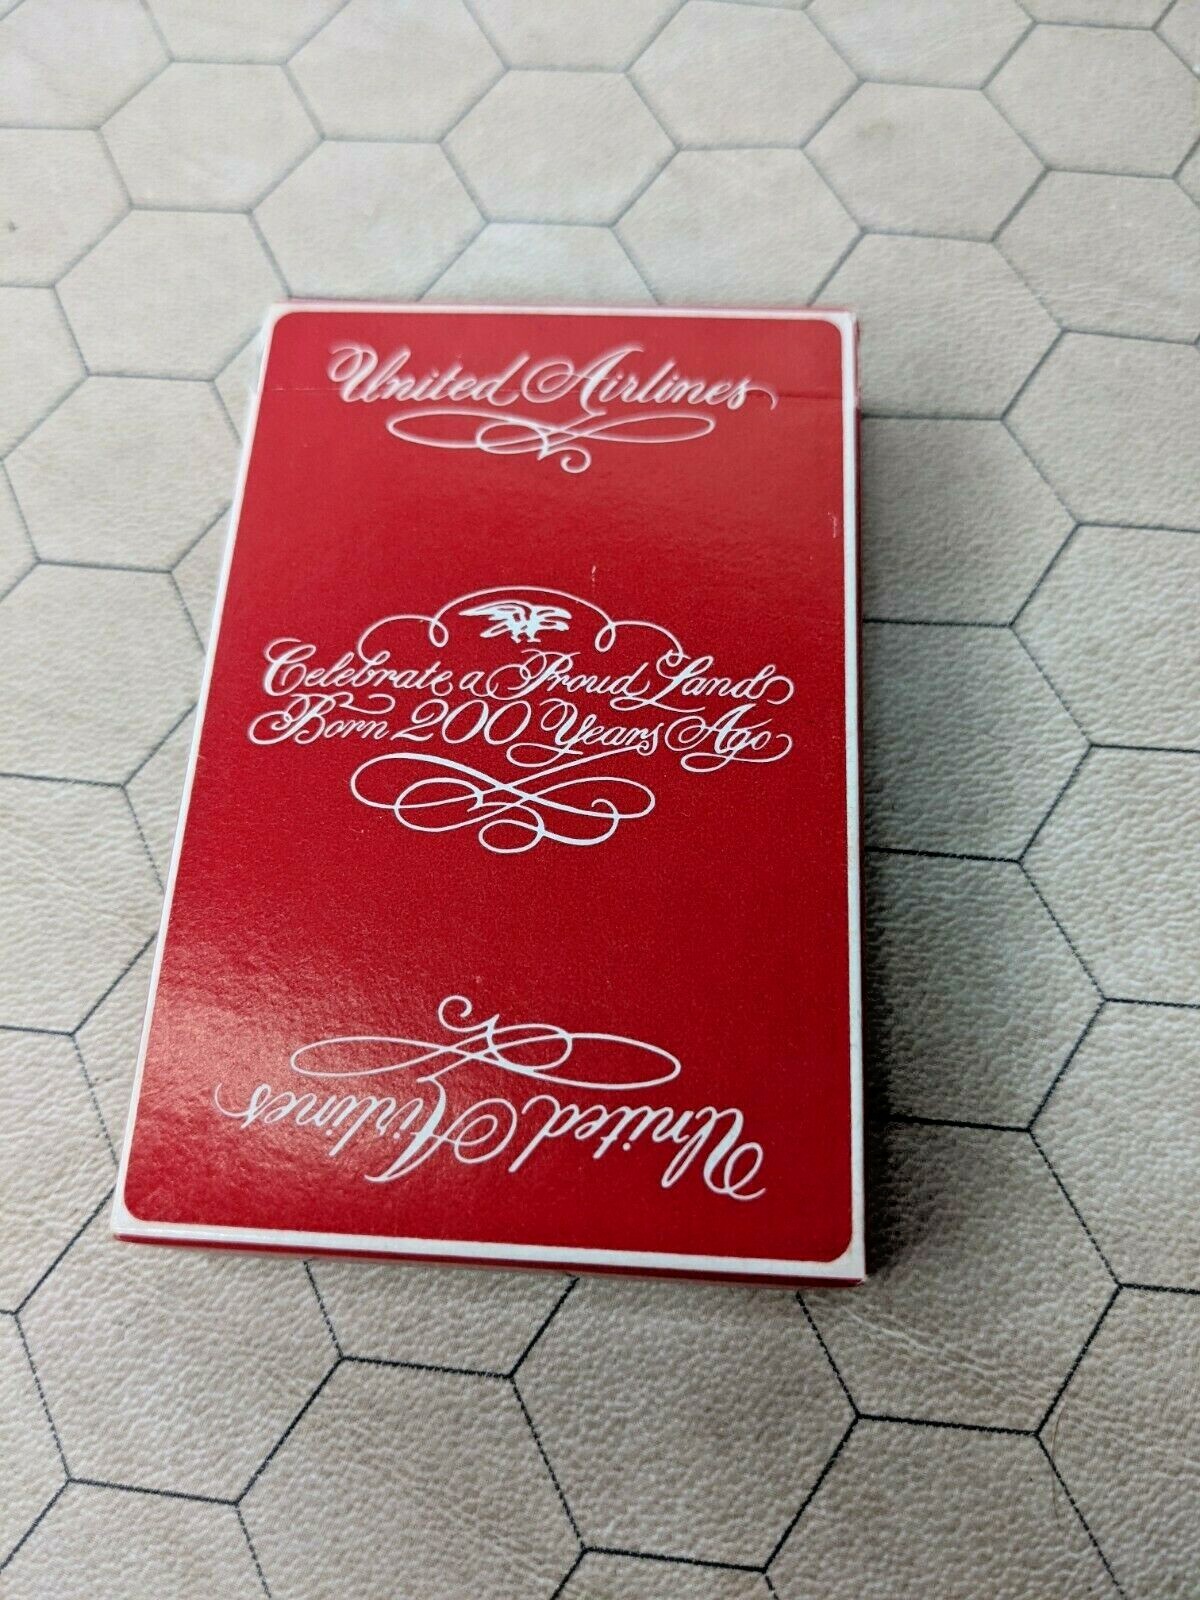 United Airlines
Celebrate a Proud Land
Born 200 Years Ago
United Airlines